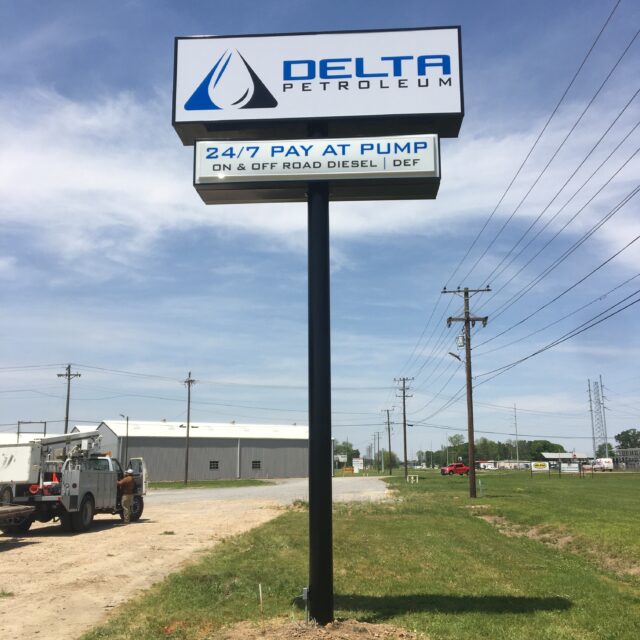 DELTA
PETROLEUM
24/7 PAY AT PUMP
ON & OFF ROAD DIESEL | DEF